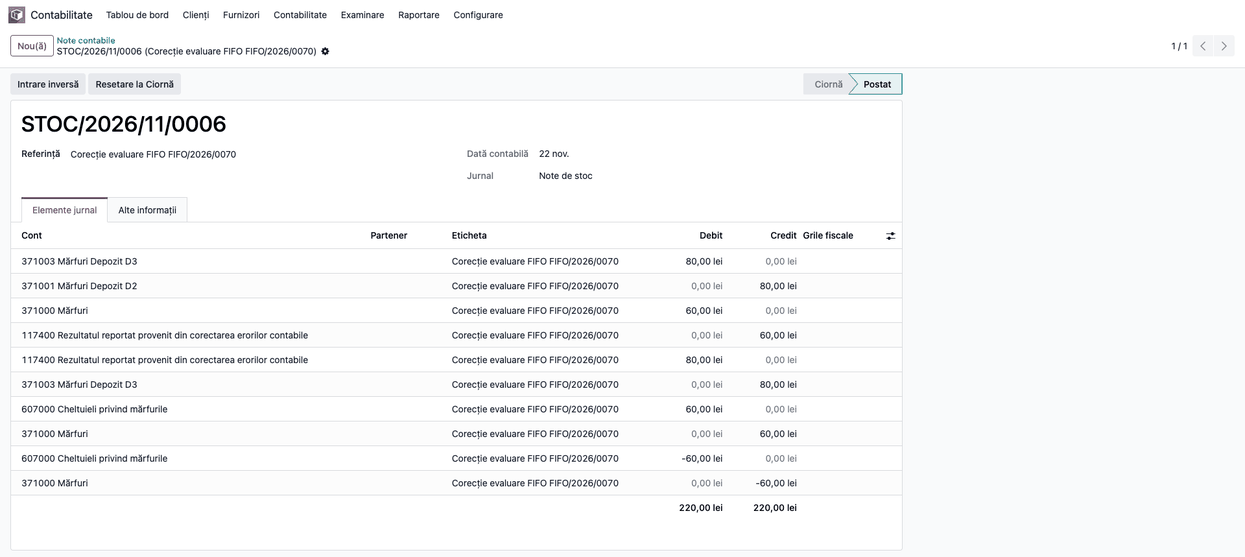 Contabilitate Tablou de bord Clienți Furnizori Contabilitate Examinare Raportare Configurare
Nou(ă) Note contabile
STOC/2026/11/0006 (Corecție evaluare FIFO FIFO/2026/0070) 1 / 1
Intrare inversă Resetare la Ciornă Ciornă Postat
STOC/2026/11/0006
Referință Corecție evaluare FIFO FIFO/2026/0070 Dată contabilă 22 nov.
Jurnal Note de stoc
Elemente jurnal Alte informații
Cont Partener Eticheta Debit Credit Grile fiscale
371003 Mărfuri Depozit D3 Corecție evaluare FIFO FIFO/2026/0070 80,00 lei 0,00 lei
371001 Mărfuri Depozit D2 Corecție evaluare FIFO FIFO/2026/0070 0,00 lei 80,00 lei
371000 Mărfuri Corecție evaluare FIFO FIFO/2026/0070 60,00 lei 0,00 lei
117400 Rezultatul reportat provenit din corectarea erorilor contabile Corecție evaluare FIFO FIFO/2026/0070 0,00 lei 60,00 lei
117400 Rezultatul reportat provenit din corectarea erorilor contabile Corecție evaluare FIFO FIFO/2026/0070 80,00 lei 0,00 lei
371003 Mărfuri Depozit D3 Corecție evaluare FIFO FIFO/2026/0070 0,00 lei 80,00 lei
607000 Cheltuieli privind mărfurile Corecție evaluare FIFO FIFO/2026/0070 60,00 lei 0,00 lei
371000 Mărfuri Corecție evaluare FIFO FIFO/2026/0070 0,00 lei 60,00 lei
607000 Cheltuieli privind mărfurile Corecție evaluare FIFO FIFO/2026/0070 -60,00 lei 0,00 lei
371000 Mărfuri Corecție evaluare FIFO FIFO/2026/0070 0,00 lei -60,00 lei
220,00 lei 220,00 lei